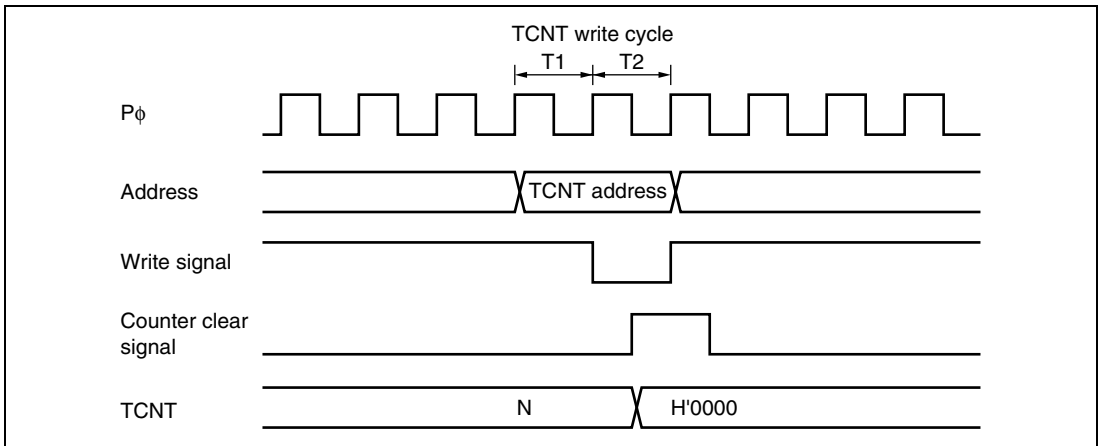 TCNT write cycle
T1 T2
Pϕ
Address
TCNT address
Write signal
Counter clear
signal
TCNT
N
H'0000